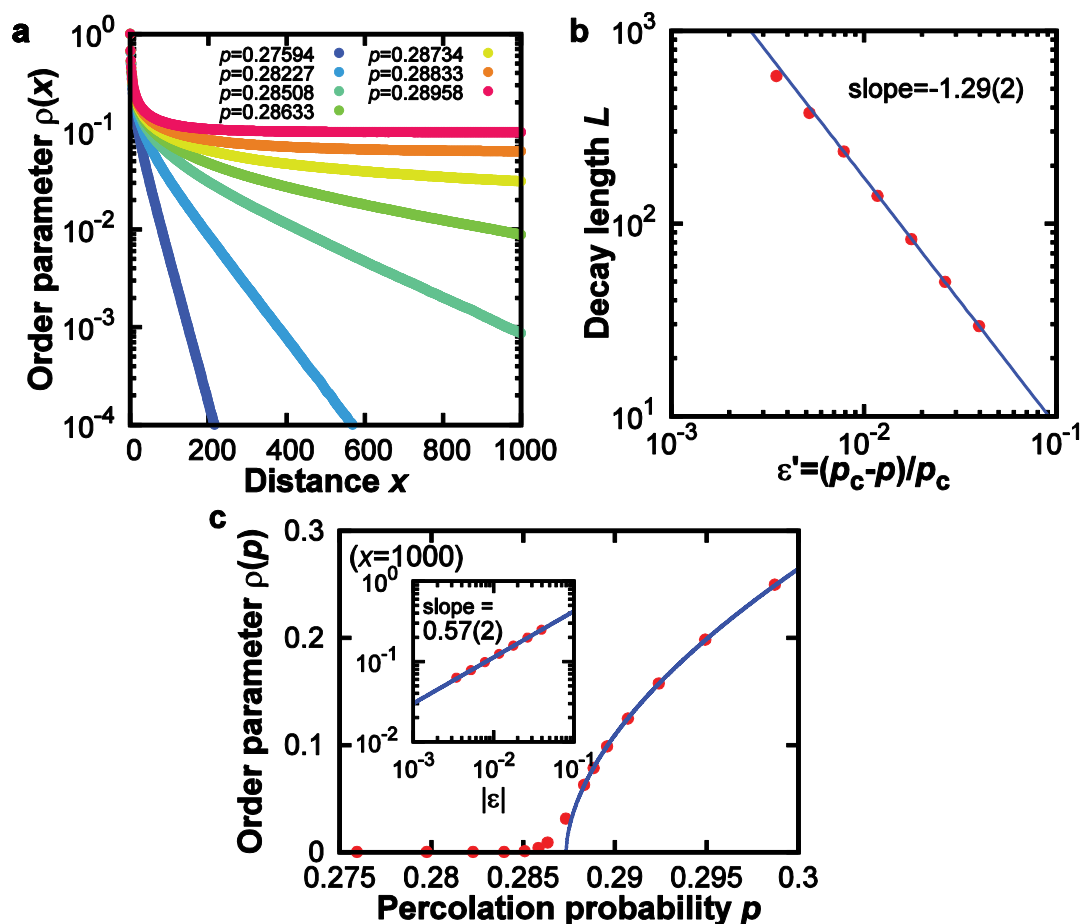 a
10^0
10^-1
10^-2
10^-3
10^-4
Order parameter ρ(x)
p=0.27594
p=0.28227
p=0.28508
p=0.28633
p=0.28734
p=0.28833
p=0.28958
0 200 400 600 800 1000
Distance x
b
10^3
10^2
10^1
Decay length L
slope=-1.29(2)
10^-3 10^-2 10^-1
ε'=(p_c-p)/p_c
c
0.3
0.2
0.1
0
Order parameter ρ(p)
(x=1000)
10^0
10^-1
10^-2
slope =
0.57(2)
10^-3 10^-2 10^-1
|ε|
0.275 0.28 0.285 0.29 0.295 0.3
Percolation probability p